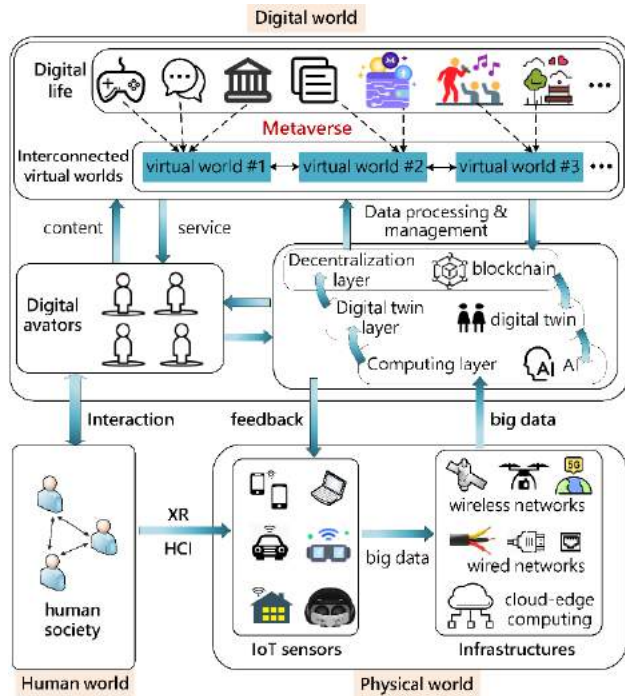 Digital world
Digital
life
Metaverse
Interconnected
virtual worlds
virtual world #1
virtual world #2
virtual world #3
content
service
Data processing &
management
Digital
avators
Decentralization
layer
blockchain
Digital twin
layer
digital twin
Computing layer
AI
AI
Interaction
feedback
big data
human
society
XR
HCI
IoT sensors
big data
5G
wireless networks
wired networks
cloud-edge
computing
Infrastructures
Human world
Physical world